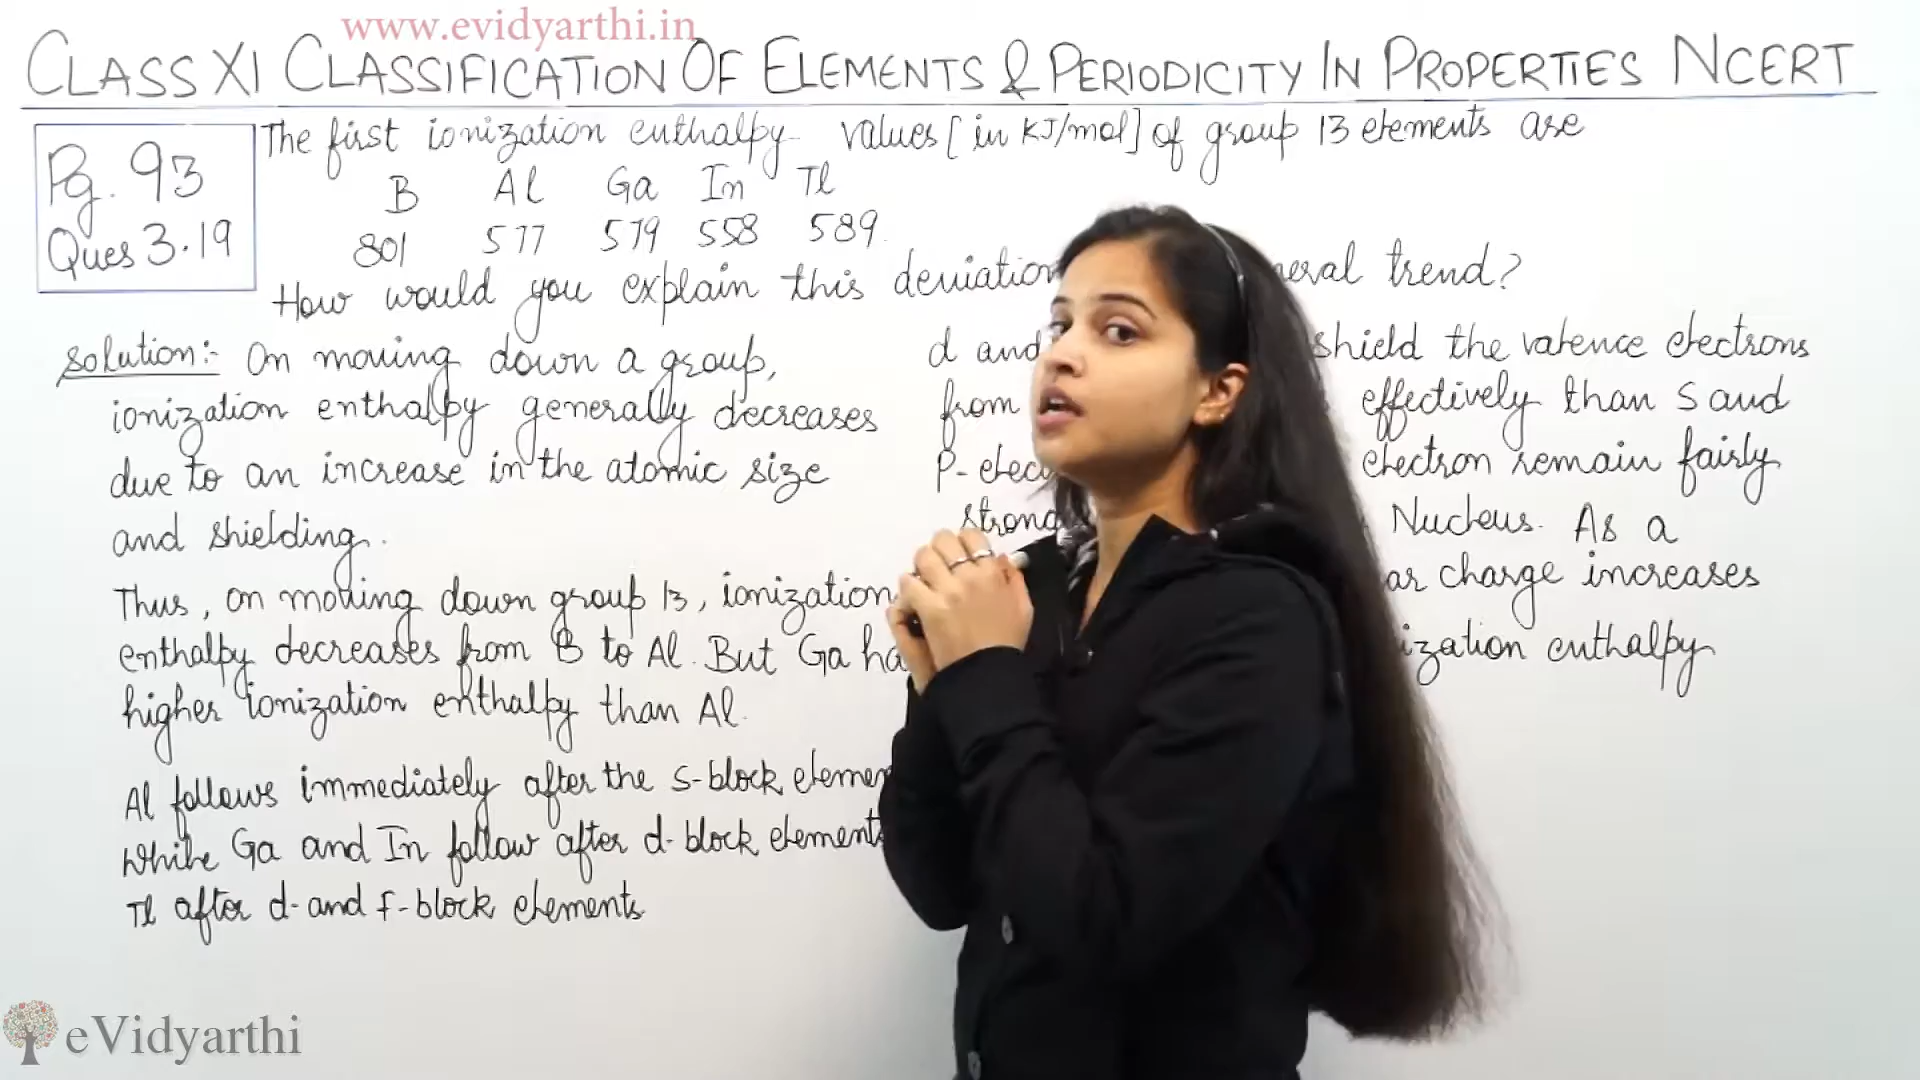 www.evidyarthi.in
CLASS XI CLASSIFICATION OF ELEMENTS & PERIODICITY IN PROPERTIES NCERT
Pg. 93
Ques 3.19
The first ionization enthalpy values [in KJ/mol] of group 13 elements are
B Al Ga In Tl
801 577 579 558 589
How would you explain this deviation neral trend?
Solution:- On moving down a group,
ionization enthalpy generally decreases
due to an increase in the atomic size
and shielding.
Thus, on moving down group 13, ionization
enthalpy decreases from B to Al. But Ga ha
higher ionization enthalpy than Al.
Al follows immediately after the s-block elemen
while Ga and In follow after d-block elements
Tl after d- and f-block elements
d and shield the valence electrons
from effectively than S and
P-elec electron remain fairly
strong Nucleus. As a
ar charge increases
ization enthalpy
eVidyarthi